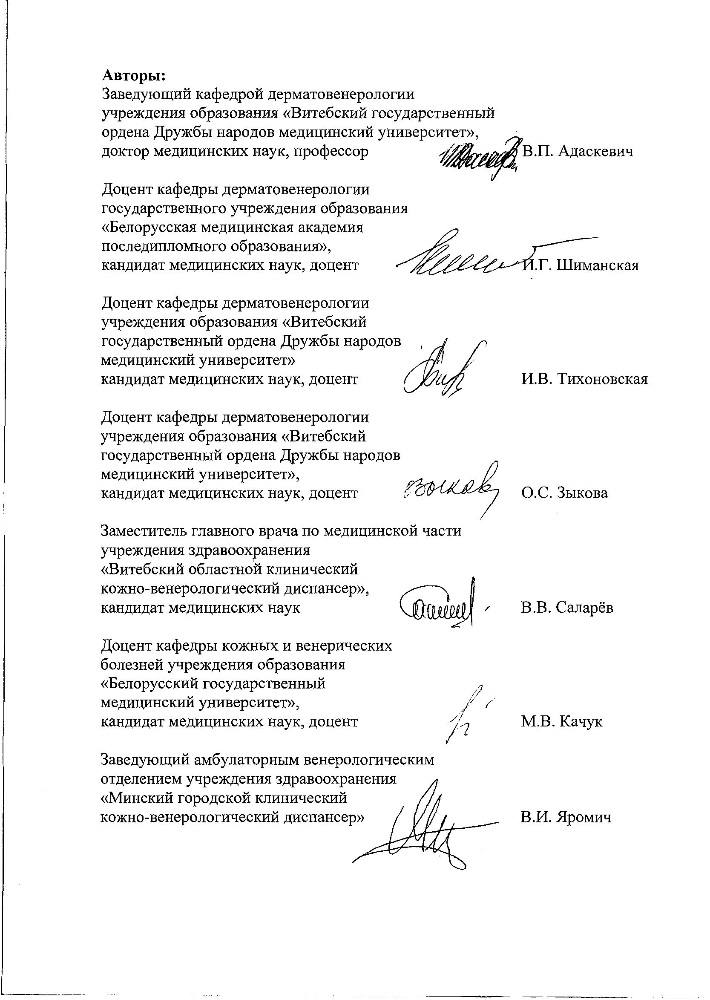 Авторы:
Заведующий кафедрой дерматовенерологии
учреждения образования «Витебский государственный
ордена Дружбы народов медицинский университет»,
доктор медицинских наук, профессор В.П. Адаскевич
Доцент кафедры дерматовенерологии
государственного учреждения образования
«Белорусская медицинская академия
последипломного образования»,
кандидат медицинских наук, доцент И.Г. Шиманская
Доцент кафедры дерматовенерологии
учреждения образования «Витебский
государственный ордена Дружбы народов
медицинский университет»
кандидат медицинских наук, доцент И.В. Тихоновская
Доцент кафедры дерматовенерологии
учреждения образования «Витебский
государственный ордена Дружбы народов
медицинский университет»,
кандидат медицинских наук, доцент О.С. Зыкова
Заместитель главного врача по медицинской части
учреждения здравоохранения
«Витебский областной клинический
кожно-венерологический диспансер»,
кандидат медицинских наук В.В. Саларёв
Доцент кафедры кожных и венерических
болезней учреждения образования
«Белорусский государственный
медицинский университет»,
кандидат медицинских наук, доцент М.В. Качук
Заведующий амбулаторным венерологическим
отделением учреждения здравоохранения
«Минский городской клинический
кожно-венерологический диспансер» В.И. Яромич